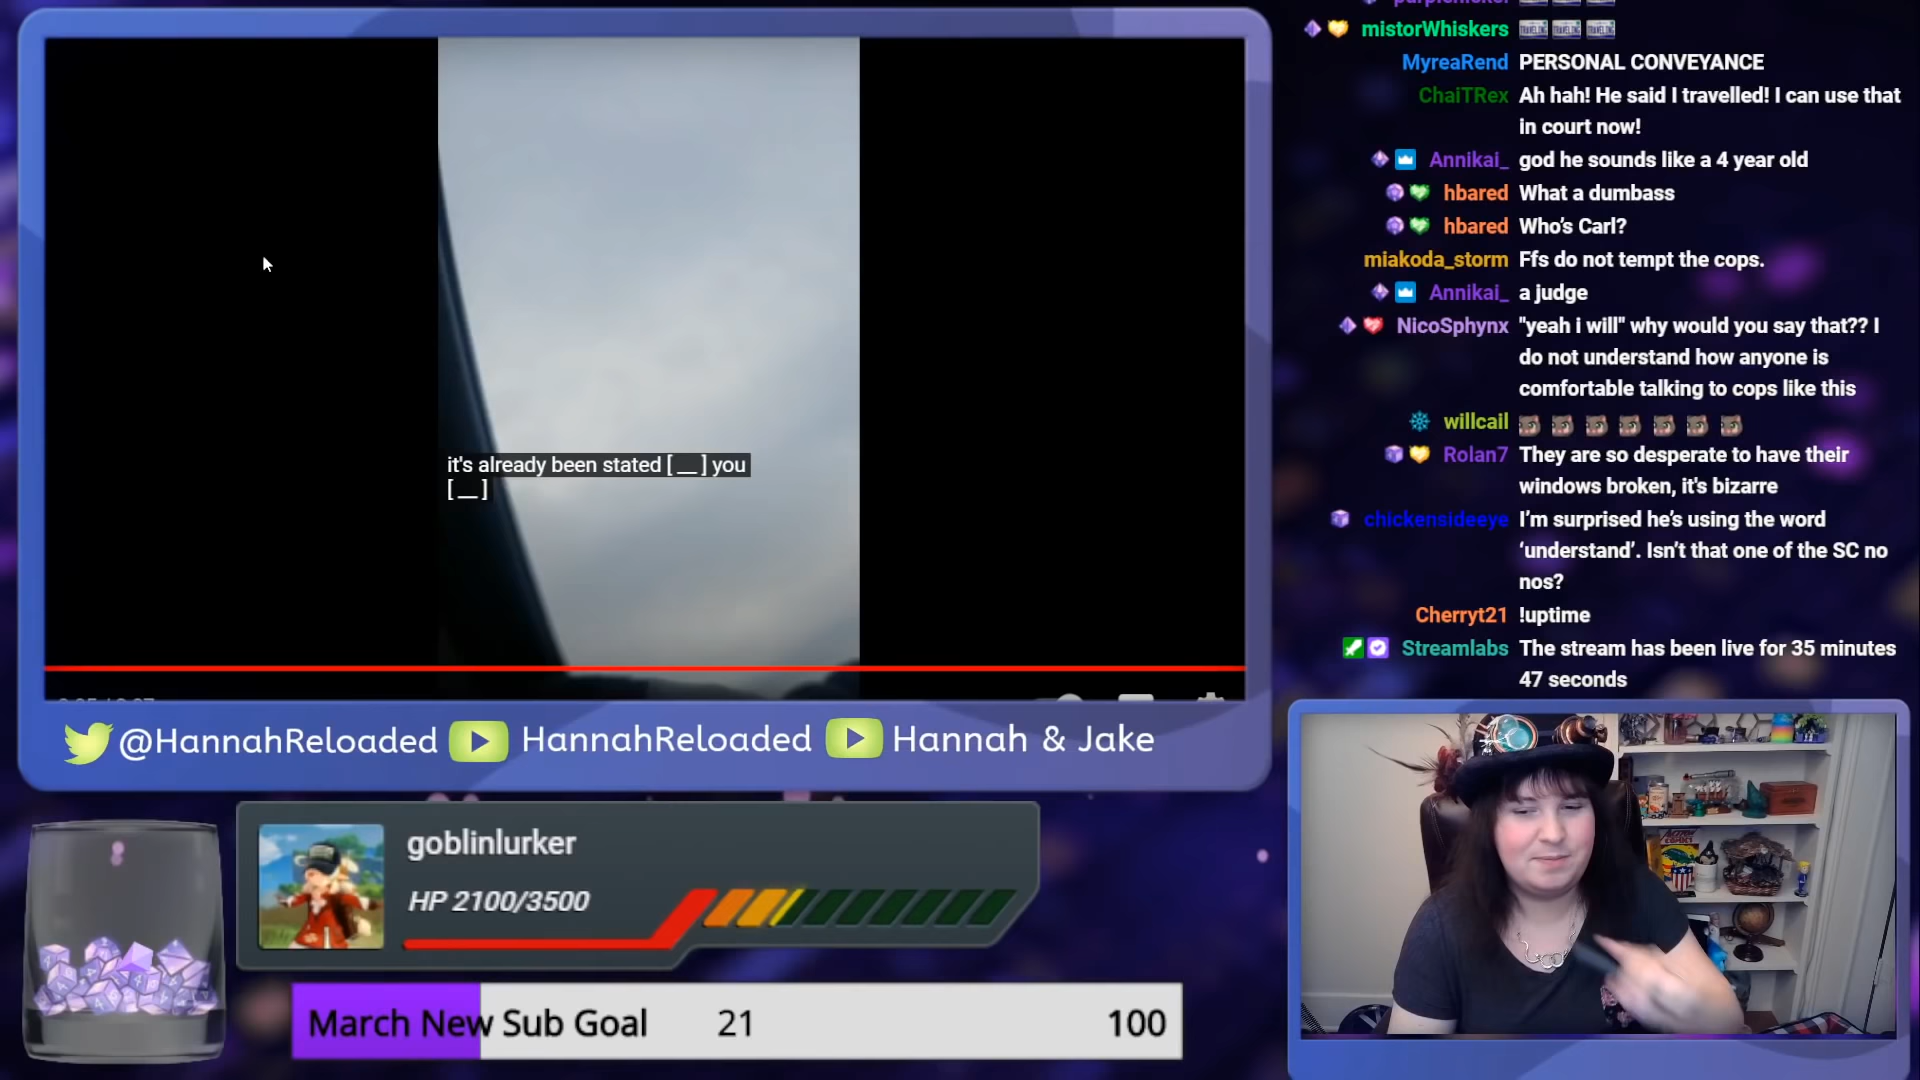 it's already been stated [ __ ] you
[ __ ]
@HannahReloaded HannahReloaded Hannah & Jake
goblinlurker
HP 2100/3500
March New Sub Goal 21 100
mistorWhiskers
MyreaRend PERSONAL CONVEYANCE
ChaiTRex Ah hah! He said I travelled! I can use that
in court now!
Annikai_ god he sounds like a 4 year old
hbared What a dumbass
hbared Who's Carl?
miakoda_storm Ffs do not tempt the cops.
Annikai_ a judge
NicoSphynx "yeah i will" why would you say that?? I
do not understand how anyone is
comfortable talking to cops like this
willcail
Rolan7 They are so desperate to have their
windows broken, it's bizarre
chickensideeye I'm surprised he's using the word
‘understand’. Isn't that one of the SC no
nos?
Cherryt21 !uptime
Streamlabs The stream has been live for 35 minutes
47 seconds